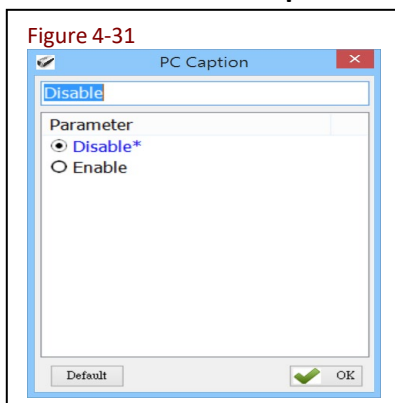 Figure 4-31
PC Caption
Disable
Parameter
Disable*
Enable
Default
OK